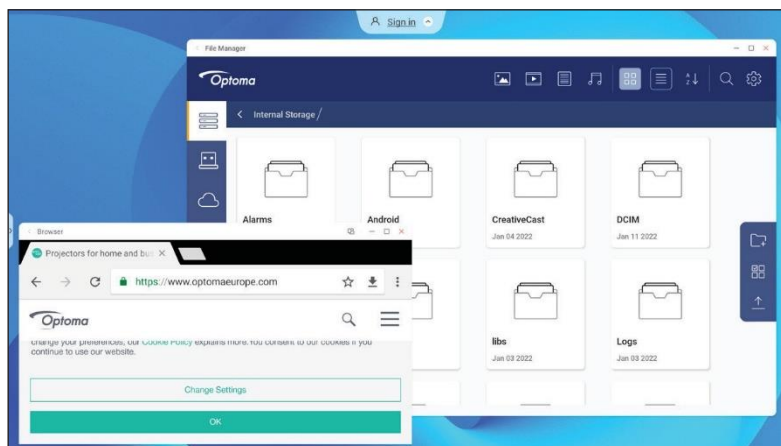 Sign in
File Manager
Optoma
A
Z
Internal Storage /
Alarms
Android
CreativeCast
Jan 04 2022
DCIM
Jan 11 2022
libs
Jan 03 2022
Logs
Jan 03 2022
Browser
Projectors for home and bus
https://www.optomaeurope.com
Optoma
change your preferences, our Cookie Policy explains more. You consent to our cookies if you
continue to use our website.
Change Settings
OK